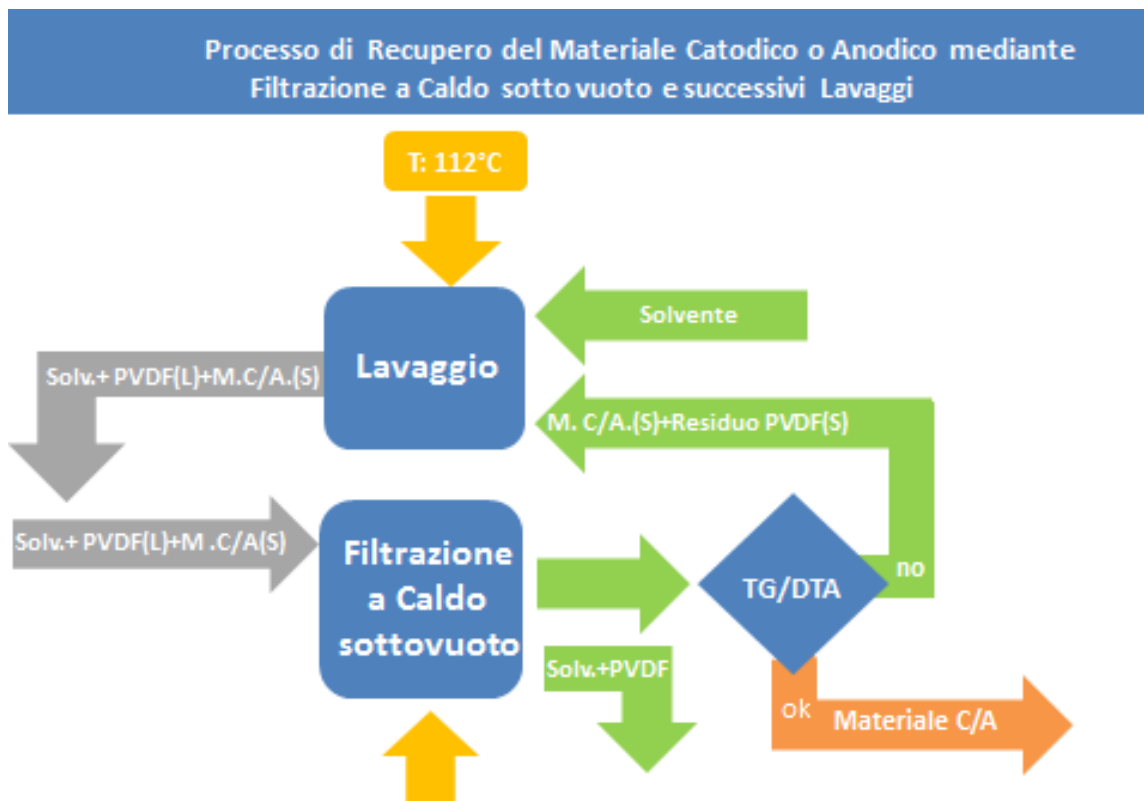 Processo di Recupero del Materiale Catodico o Anodico mediante
Filtrazione a Caldo sotto vuoto e successivi Lavaggi
T: 112°C
Solvente
Lavaggio
Solv.+ PVDF(L)+M.C/A.(S)
M. C/A.(S)+Residuo PVDF(S)
Solv.+ PVDF(L)+M .C/A(S)
Filtrazione
a Caldo
sottovuoto
TG/DTA
no
Solv.+PVDF
ok
Materiale C/A